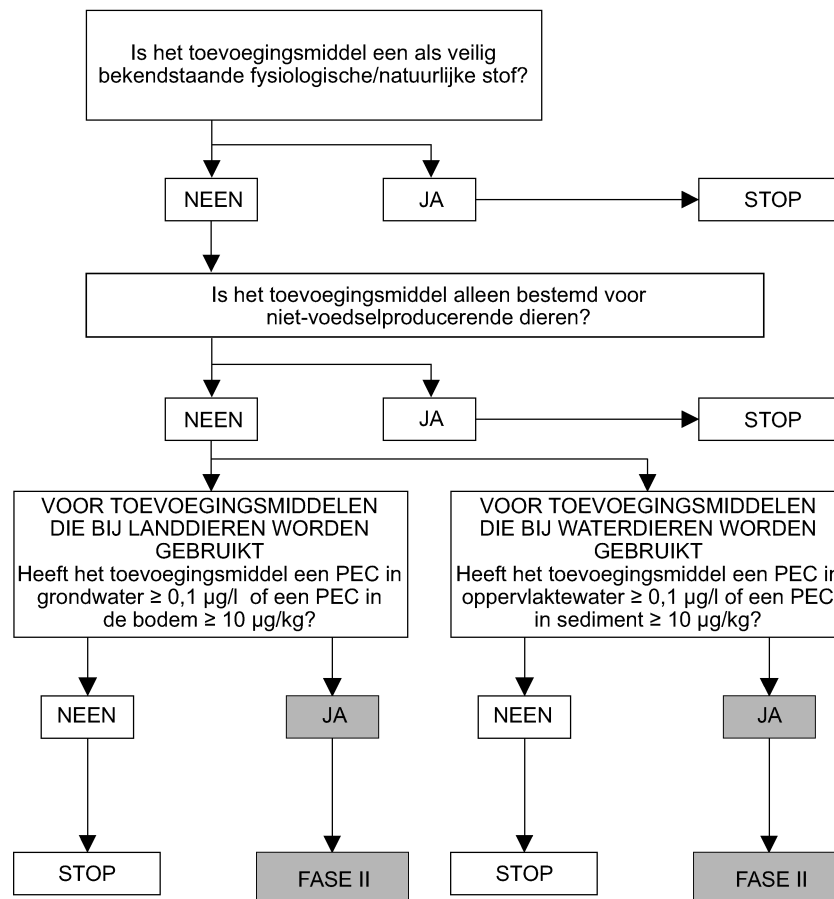 Is het toevoegingsmiddel een als veilig
bekendstaande fysiologische/natuurlijke stof?
NEEN
JA
STOP
Is het toevoegingsmiddel alleen bestemd voor
niet-voedselproducerende dieren?
NEEN
JA
STOP
VOOR TOEVOEGINGSMIDDELEN
DIE BIJ LANDDIEREN WORDEN
GEBRUIKT
Heeft het toevoegingsmiddel een PEC in
grondwater ≥ 0,1 µg/l of een PEC in
de bodem ≥ 10 µg/kg?
VOOR TOEVOEGINGSMIDDELEN
DIE BIJ WATERDIEREN WORDEN
GEBRUIKT
Heeft het toevoegingsmiddel een PEC in
oppervlaktewater ≥ 0,1 µg/l of een PEC
in sediment ≥ 10 µg/kg?
NEEN
JA
NEEN
JA
STOP
FASE II
STOP
FASE II